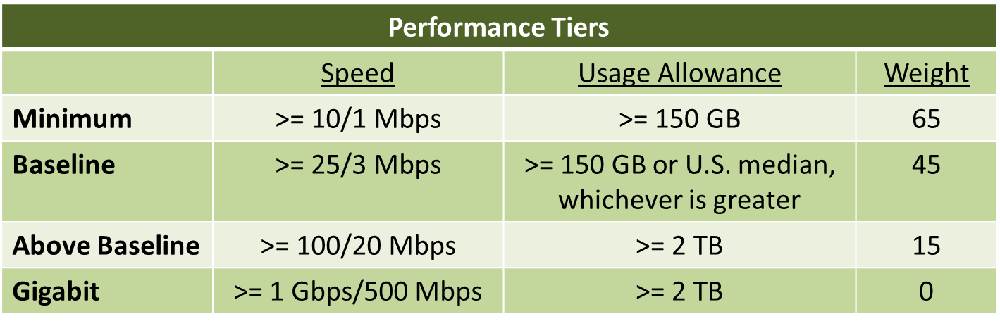 Performance Tiers
Speed Usage Allowance Weight
Minimum >= 10/1 Mbps >= 150 GB 65
Baseline >= 25/3 Mbps >= 150 GB or U.S. median, 45
whichever is greater
Above Baseline >= 100/20 Mbps >= 2 TB 15
Gigabit >= 1 Gbps/500 Mbps >= 2 TB 0